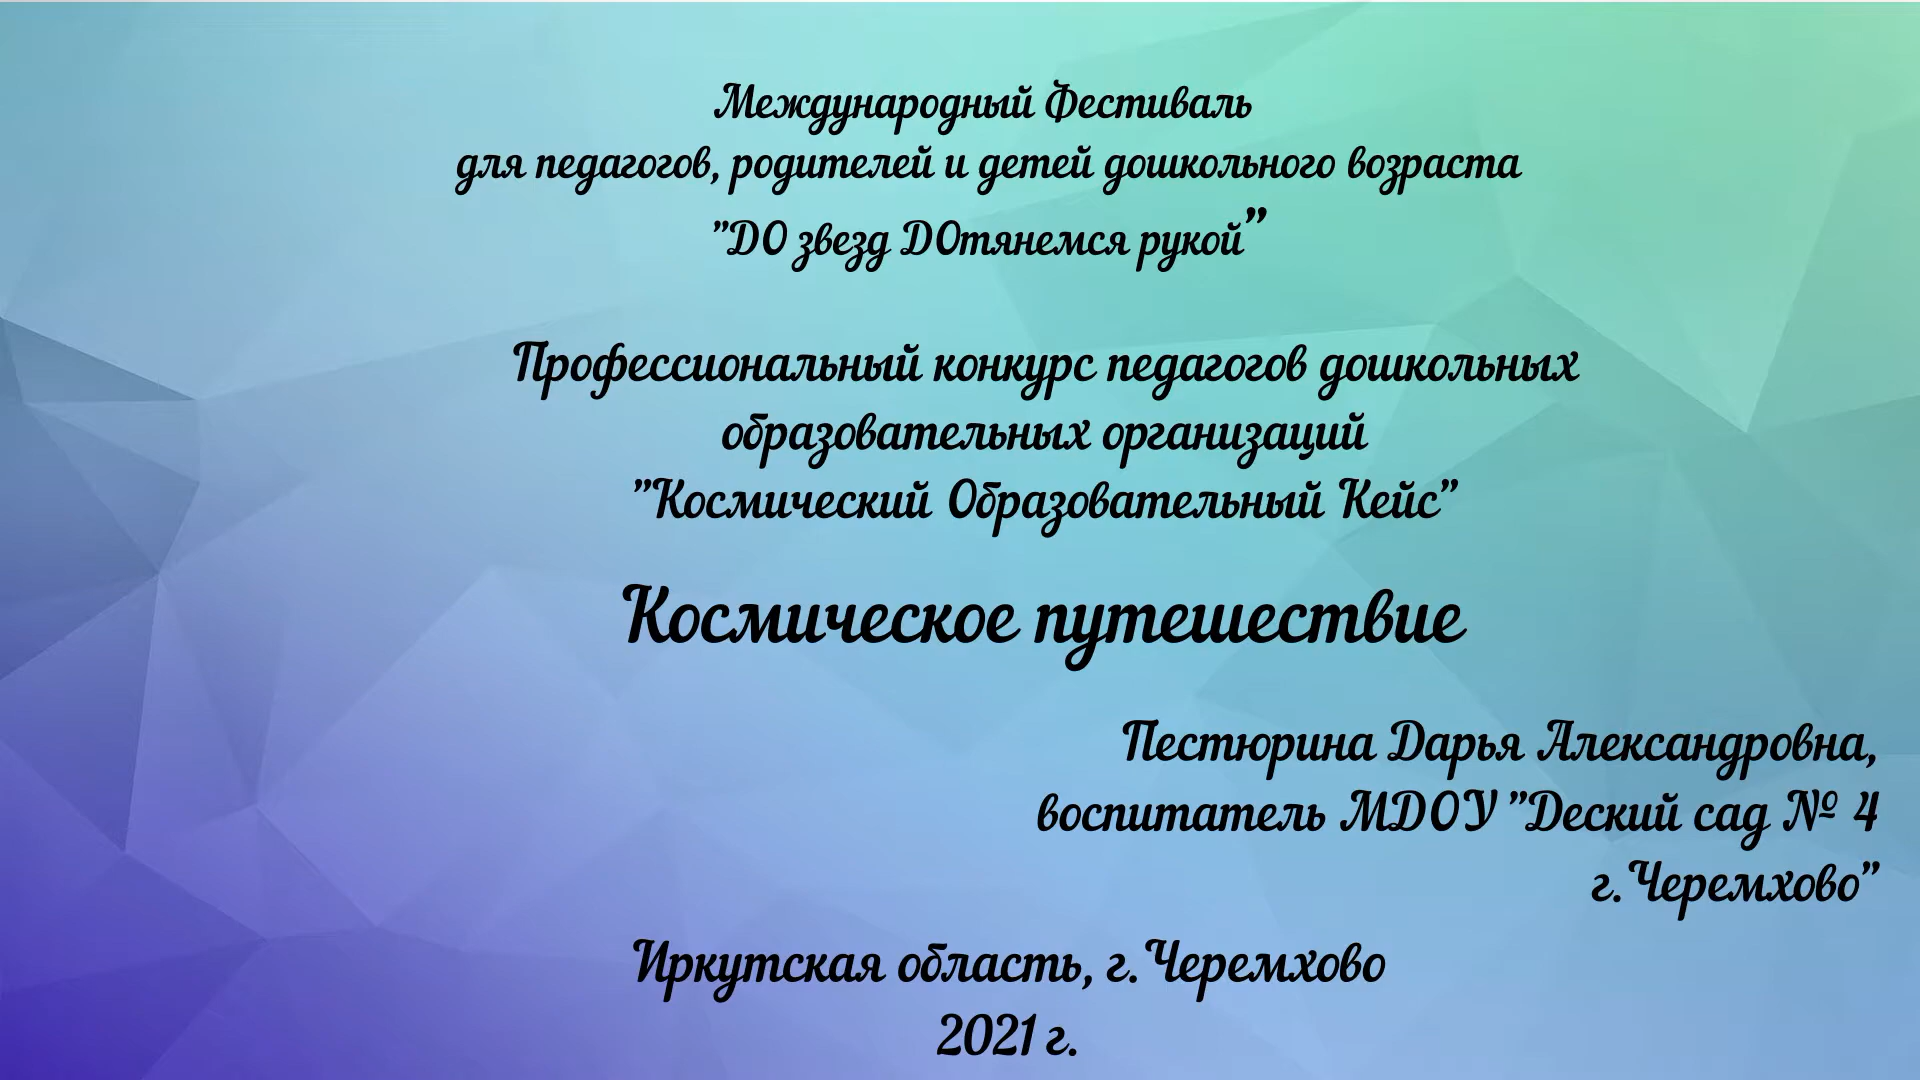 Международный Фестиваль
для педагогов, родителей и детей дошкольного возраста
"ДО звезд ДОтянемся рукой"
Профессиональный конкурс педагогов дошкольных
образовательных организаций
"Космический Образовательный Кейс"
Космическое путешествие
Пестюрина Дарья Александровна,
воспитатель МДОУ "Деский сад № 4
г. Черемхово"
Иркутская область, г. Черемхово
2021 г.